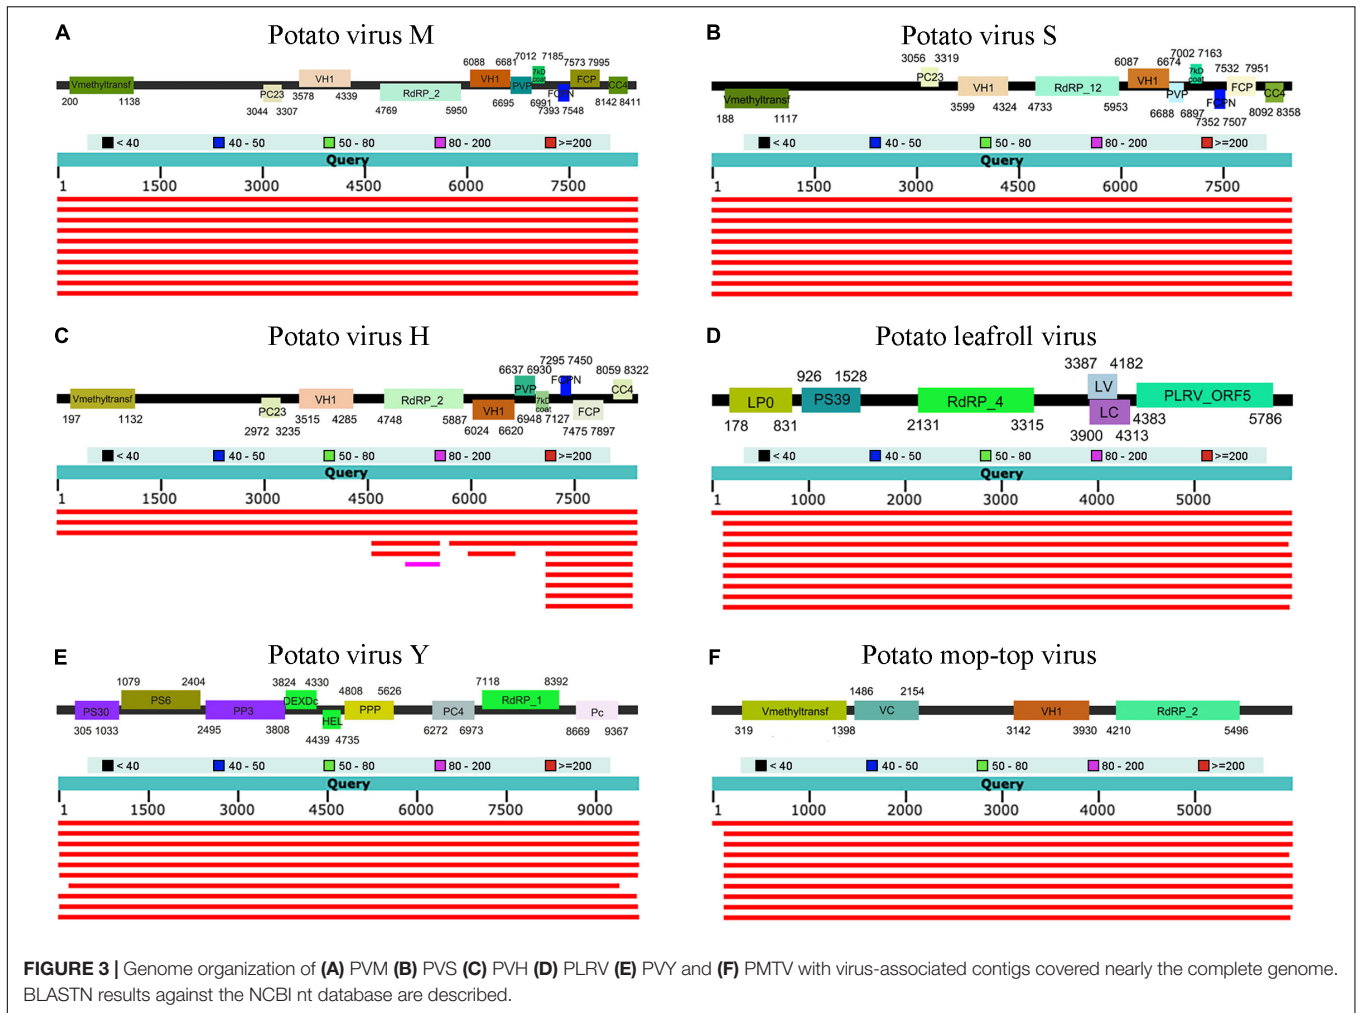 A
Potato virus M
6088 6681 7012 7185 7573 7995
Vmethyltransf PC23 VH1 RdRP_2 VH1 PVP 7kD coat FCPN FCP CC4
200 1138 3044 3307 3578 4339 4769 5950 6695 6991 7393 7548 8142 8411
< 40 40 - 50 50 - 80 80 - 200 >=200
Query
1 1500 3000 4500 6000 7500
B
Potato virus S
3056 3319 6087 6674 7002 7163 7532 7951
Vmethyltransf PC23 VH1 RdRP_12 VH1 PVP 7kD coat FCPN FCP CC4
188 1117 3599 4324 4733 5953 6688 6897 7352 7507 8092 8358
< 40 40 - 50 50 - 80 80 - 200 >=200
Query
1 1500 3000 4500 6000 7500
C
Potato virus H
6637 6930 7295 7450 8059 8322
Vmethyltransf PC23 VH1 RdRP_2 VH1 PVP 7kD coat FCPN FCP CC4
197 1132 2972 3235 3515 4285 4748 5887 6024 6620 6948 7127 7475 7897
< 40 40 - 50 50 - 80 80 - 200 >=200
Query
1 1500 3000 4500 6000 7500
D
Potato leafroll virus
926 1528 3387 4182
LP0 PS39 RdRP_4 LV LC PLRV_ORF5
178 831 2131 3315 3900 4313 4383 5786
< 40 40 - 50 50 - 80 80 - 200 >=200
Query
1 1000 2000 3000 4000 5000
E
Potato virus Y
1079 2404 3824 4330 4808 5626 7118 8392
PS30 PS6 PP3 DEXDc HEL PPP PC4 RdRP_1 Pc
305 1033 2495 3808 4439 4735 6272 6973 8669 9367
< 40 40 - 50 50 - 80 80 - 200 >=200
Query
1 1500 3000 4500 6000 7500 9000
F
Potato mop-top virus
1486 2154
Vmethyltransf VC VH1 RdRP_2
319 1398 3142 3930 4210 5496
< 40 40 - 50 50 - 80 80 - 200 >=200
Query
1 1000 2000 3000 4000 5000
FIGURE 3 | Genome organization of (A) PVM (B) PVS (C) PVH (D) PLRV (E) PVY and (F) PMTV with virus-associated contigs covered nearly the complete genome.
BLASTN results against the NCBI nt database are described.